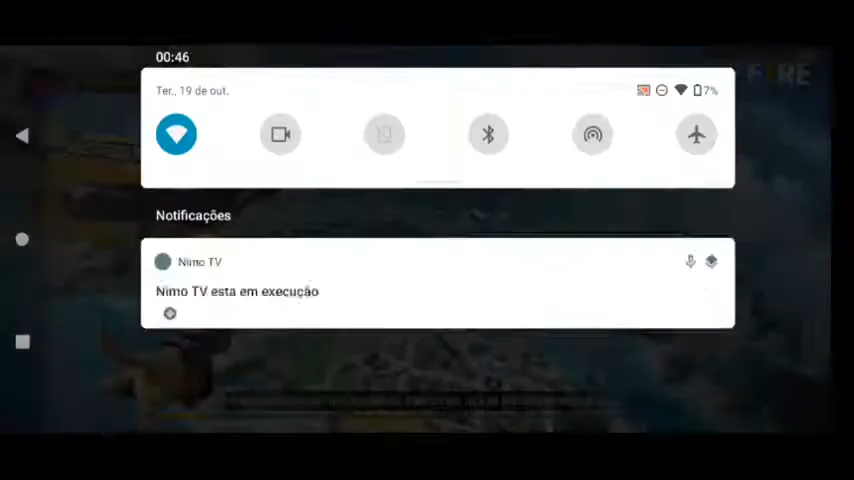 00:46
Ter., 19 de out.
7%
Notificações
Nimo TV
Nimo TV esta em execução